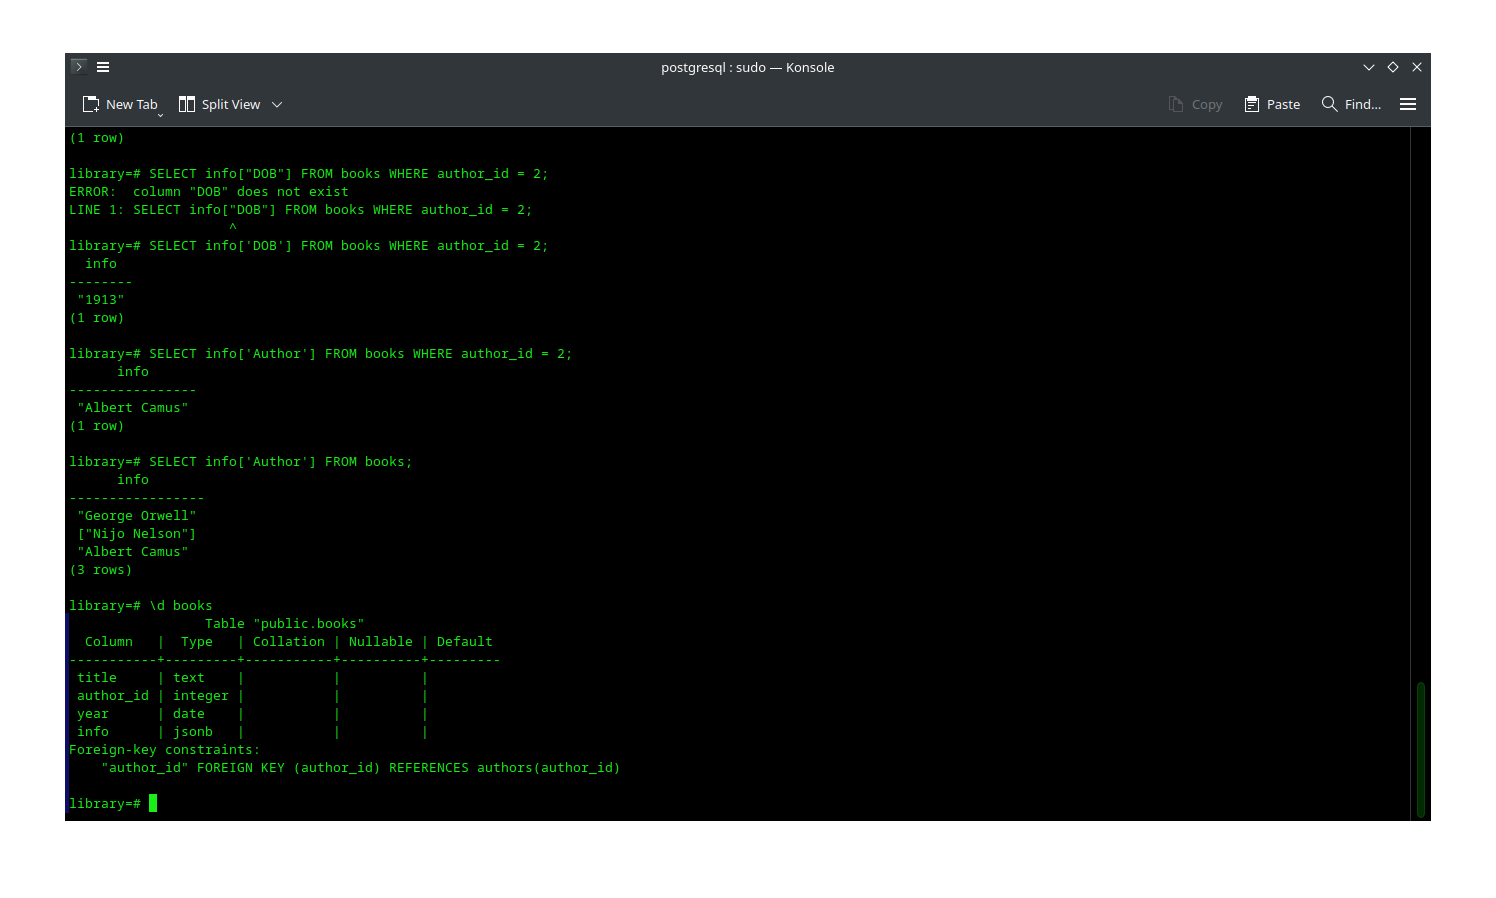 postgresql : sudo — Konsole
New Tab Split View Copy Paste Find...
(1 row)
library=# SELECT info["DOB"] FROM books WHERE author_id = 2;
ERROR:  column "DOB" does not exist
LINE 1: SELECT info["DOB"] FROM books WHERE author_id = 2;
                    ^
library=# SELECT info['DOB'] FROM books WHERE author_id = 2;
  info
--------
 "1913"
(1 row)
library=# SELECT info['Author'] FROM books WHERE author_id = 2;
      info
----------------
 "Albert Camus"
(1 row)
library=# SELECT info['Author'] FROM books;
      info
-----------------
 "George Orwell"
 ["Nijo Nelson"]
 "Albert Camus"
(3 rows)
library=# \d books
                 Table "public.books"
  Column   |  Type   | Collation | Nullable | Default
-----------+---------+-----------+----------+---------
 title     | text    |           |          |
 author_id | integer |           |          |
 year      | date    |           |          |
 info      | jsonb   |           |          |
Foreign-key constraints:
    "author_id" FOREIGN KEY (author_id) REFERENCES authors(author_id)
library=#